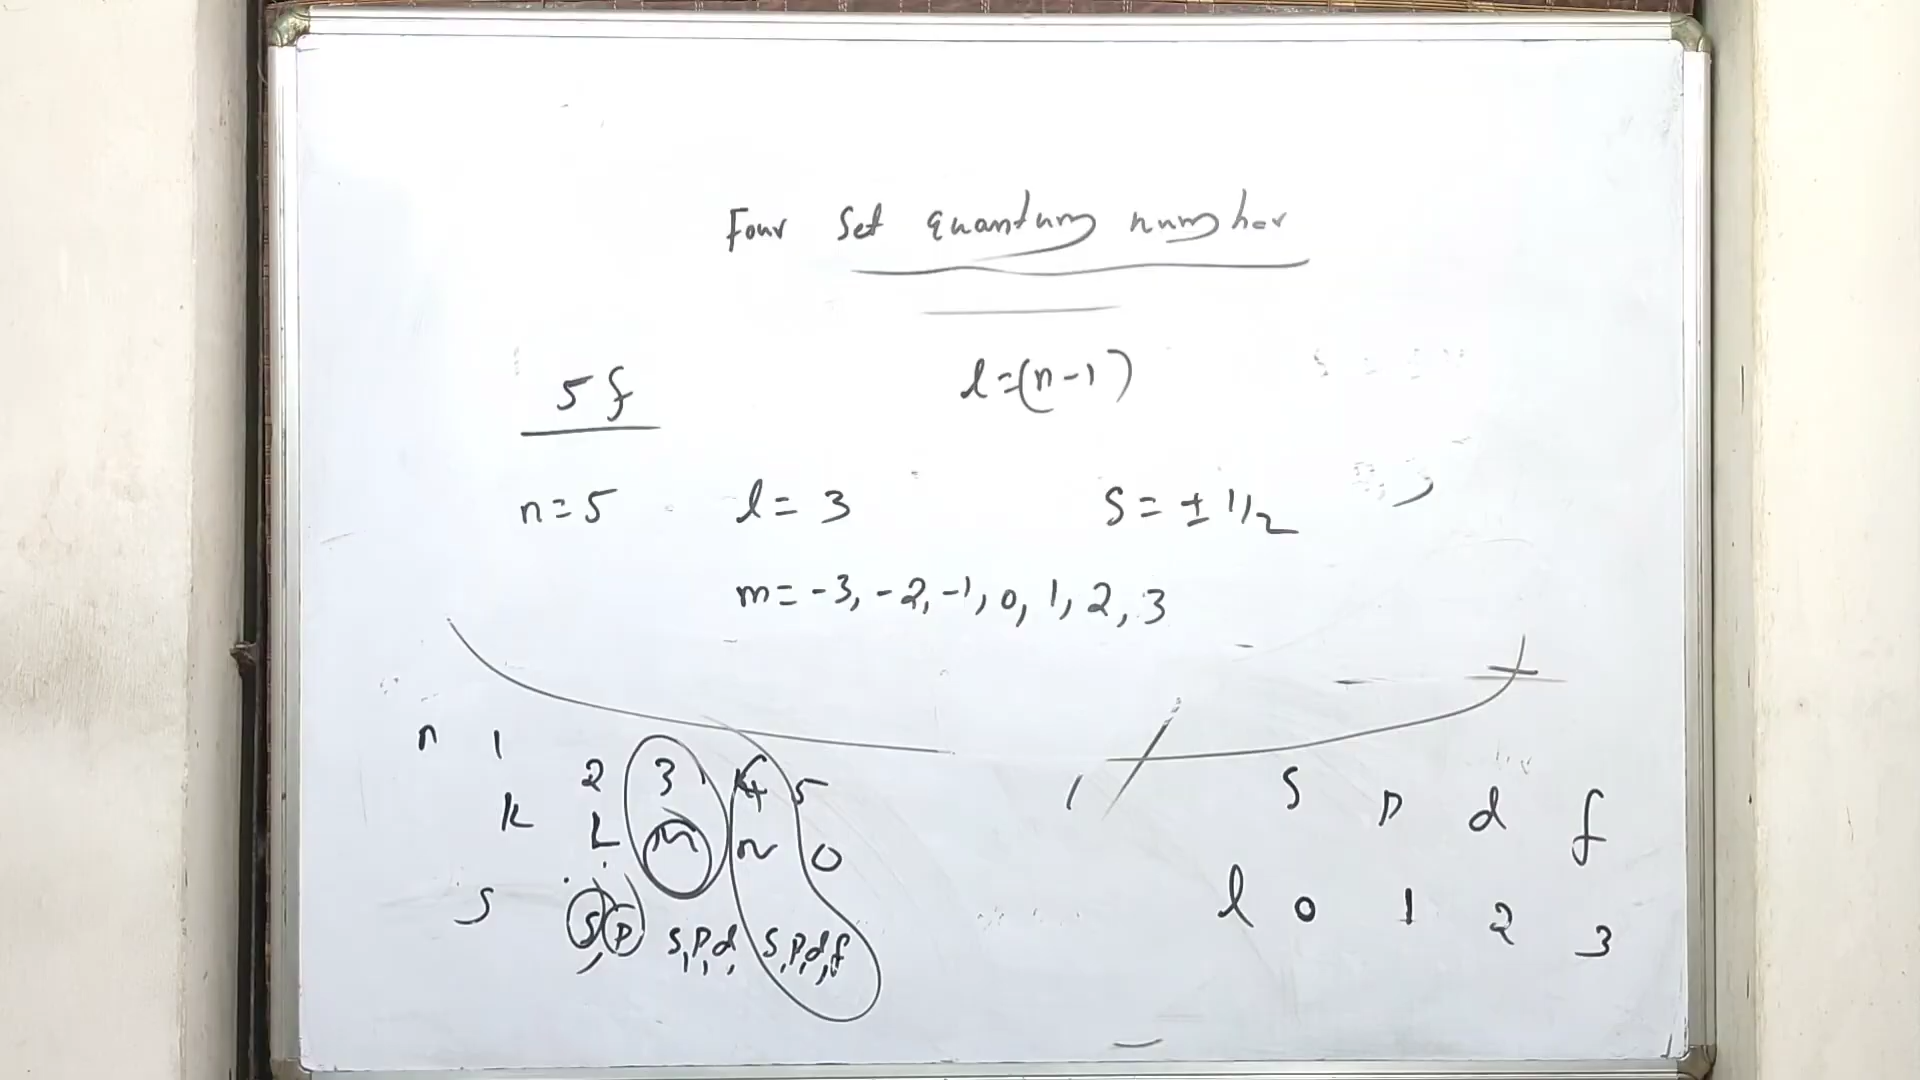 Four Set quantum number
5f
l=(n-1)
n=5 l=3 S=±1/2
m=-3,-2,-1,0,1,2,3
n 1 2 3 4 5
K L M N O
S S,P S,P,d, S,P,d,f
S P d f
l 0 1 2 3